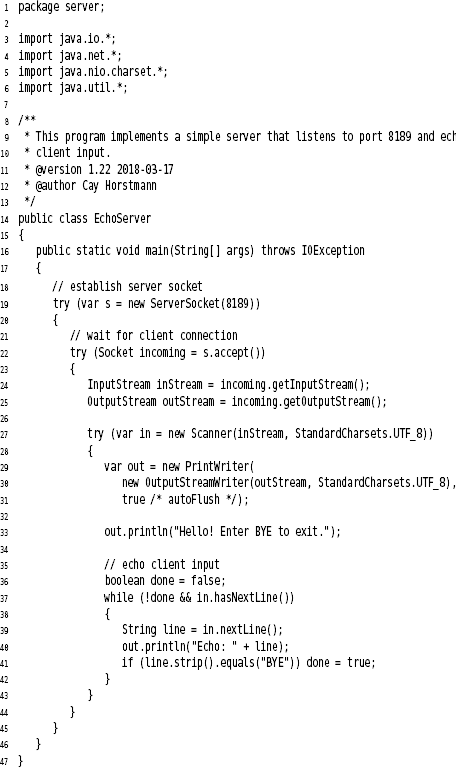 1 package server;
2
3 import java.io.*;
4 import java.net.*;
5 import java.nio.charset.*;
6 import java.util.*;
7
8 /**
9  * This program implements a simple server that listens to port 8189 and ech
10  * client input.
11  * @version 1.22 2018-03-17
12  * @author Cay Horstmann
13  */
14 public class EchoServer
15 {
16    public static void main(String[] args) throws IOException
17    {
18       // establish server socket
19       try (var s = new ServerSocket(8189))
20       {
21          // wait for client connection
22          try (Socket incoming = s.accept())
23          {
24             InputStream inStream = incoming.getInputStream();
25             OutputStream outStream = incoming.getOutputStream();
26
27             try (var in = new Scanner(inStream, StandardCharsets.UTF_8))
28             {
29                var out = new PrintWriter(
30                   new OutputStreamWriter(outStream, StandardCharsets.UTF_8),
31                   true /* autoFlush */);
32
33                out.println("Hello! Enter BYE to exit.");
34
35                // echo client input
36                boolean done = false;
37                while (!done && in.hasNextLine())
38                {
39                   String line = in.nextLine();
40                   out.println("Echo: " + line);
41                   if (line.strip().equals("BYE")) done = true;
42                }
43             }
44          }
45       }
46    }
47 }